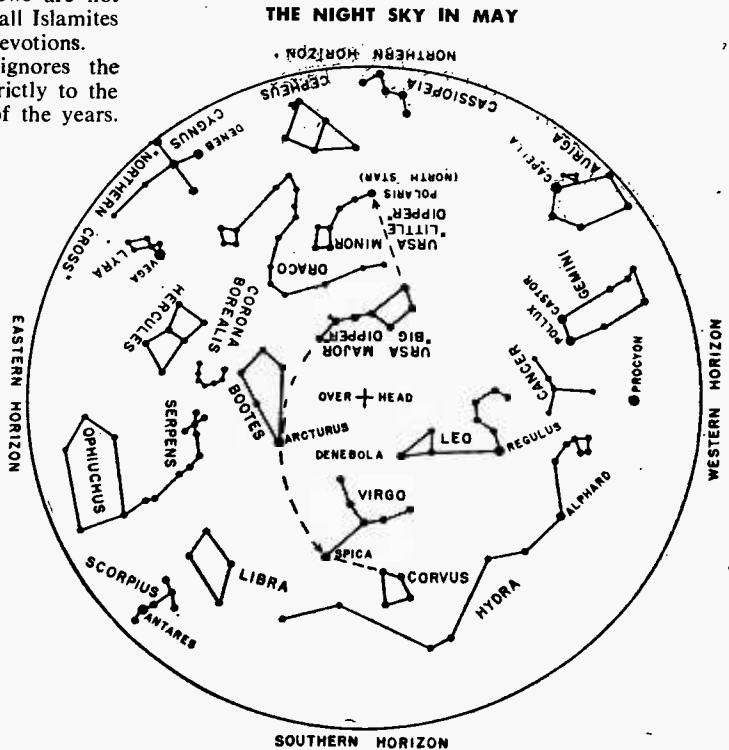 ews are not
all Islamites
evotions.
ignores the
rictly to the
of the years.
THE NIGHT SKY IN MAY
NORTHERN HORIZON
CEPHEUS
CASSIOPEIA
CYGNUS
DENEB
"NORTHERN
CROSS"
AURIGA
CAPELLA
POLARIS
(NORTH STAR)
URSA
MINOR
"LITTLE
DIPPER"
LYRA
VEGA
DRACO
GEMINI
CASTOR
POLLUX
HERCULES
CORONA
BOREALIS
URSA MAJOR
"BIG DIPPER"
EASTERN HORIZON
WESTERN HORIZON
CANCER
PROCYON
OVER HEAD
BOOTES
SERPENS
OPHIUCHUS
ARCTURUS
DENEBOLA
LEO
REGULUS
VIRGO
ALPHARD
SPICA
CORVUS
HYDRA
SCORPIUS
LIBRA
ANTARES
SOUTHERN HORIZON